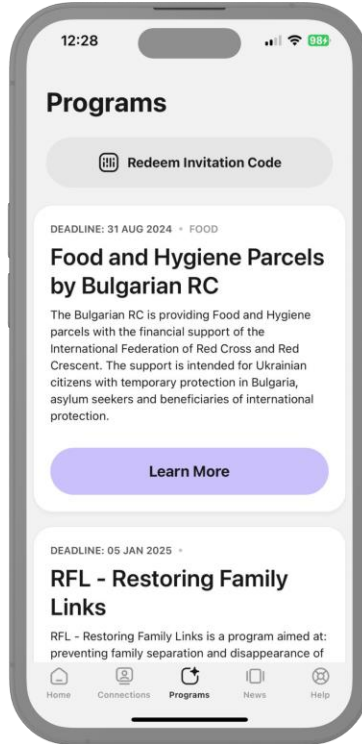 12:28
98
Programs
Redeem Invitation Code
DEADLINE: 31 AUG 2024 • FOOD
Food and Hygiene Parcels
by Bulgarian RC
The Bulgarian RC is providing Food and Hygiene
parcels with the financial support of the
International Federation of Red Cross and Red
Crescent. The support is intended for Ukrainian
citizens with temporary protection in Bulgaria,
asylum seekers and beneficiaries of international
protection.
Learn More
DEADLINE: 05 JAN 2025 •
RFL - Restoring Family
Links
RFL - Restoring Family Links is a program aimed at:
preventing family separation and disappearance of
Home Connections Programs News Help